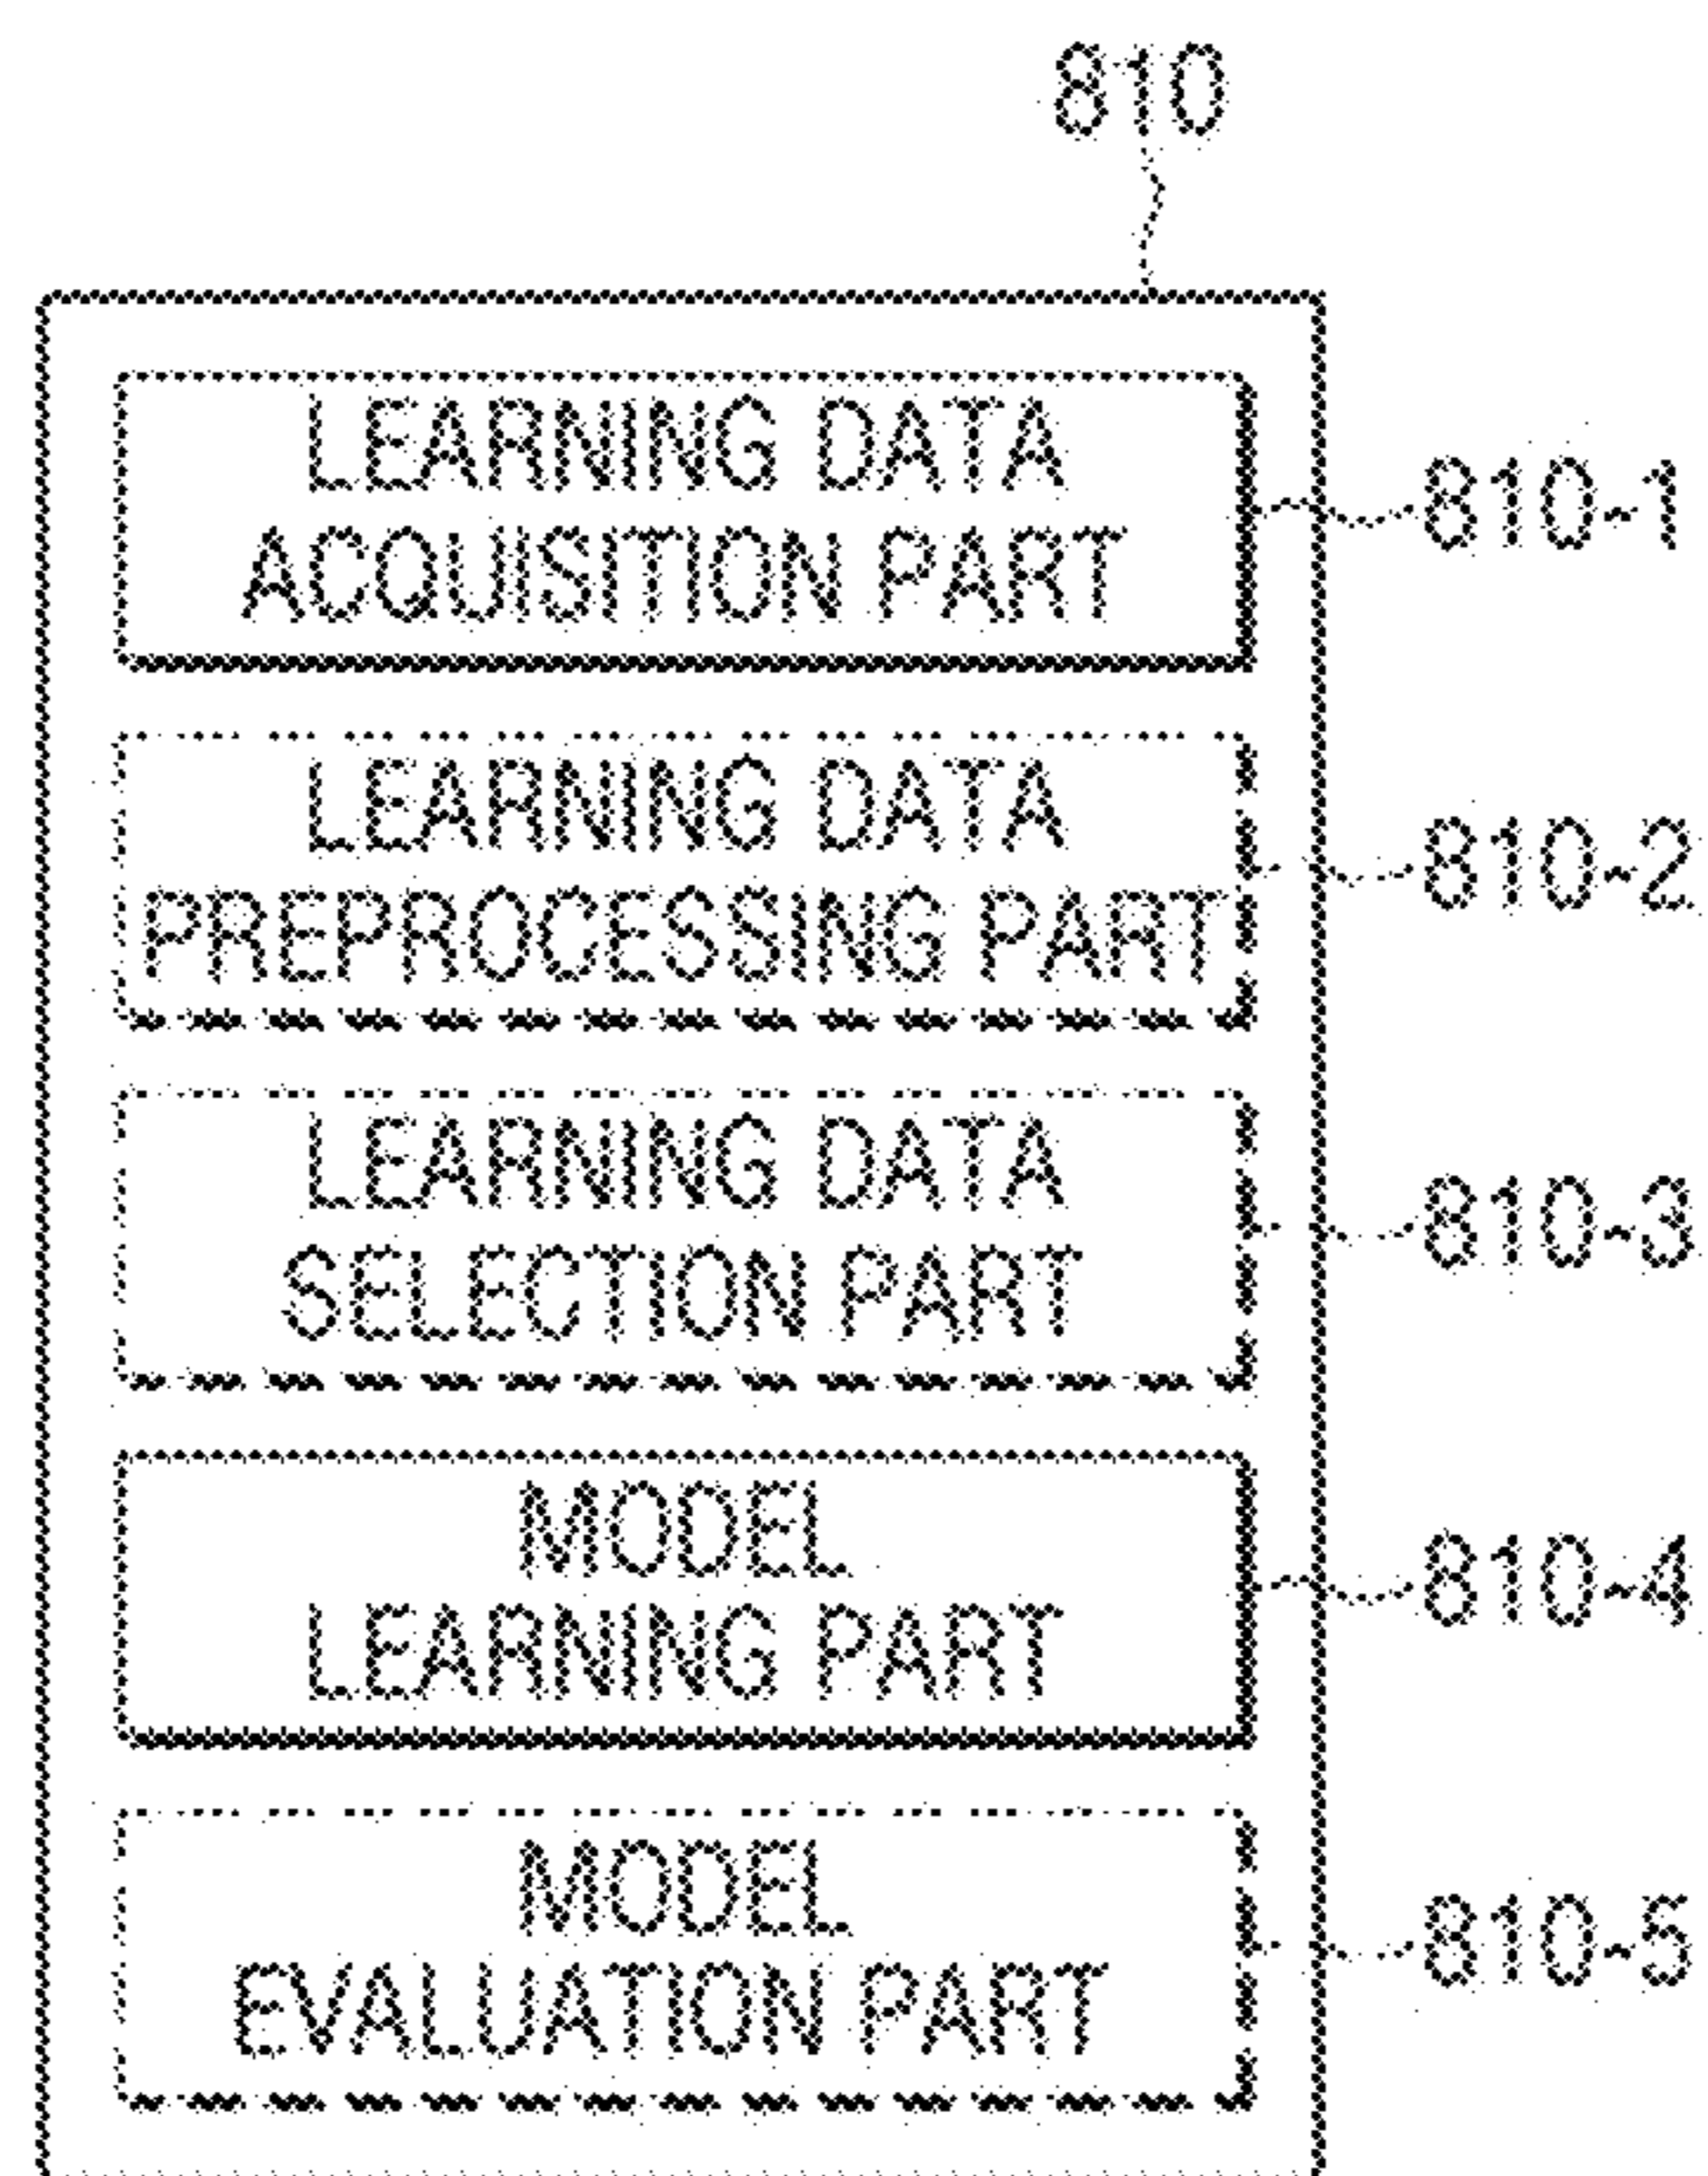 810
LEARNING DATA
ACQUISITION PART
810-1
LEARNING DATA
PREPROCESSING PART
810-2
LEARNING DATA
SELECTION PART
810-3
MODEL
LEARNING PART
810-4
MODEL
EVALUATION PART
810-5